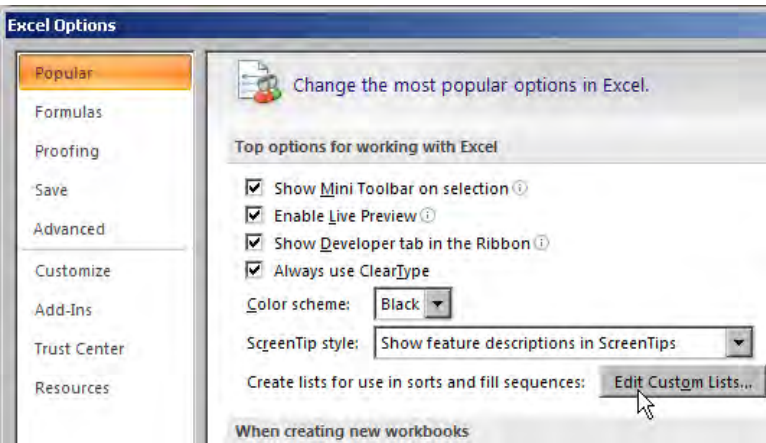 Excel Options
Popular
Formulas
Proofing
Save
Advanced
Customize
Add-Ins
Trust Center
Resources
Change the most popular options in Excel.
Top options for working with Excel
Show Mini Toolbar on selection
Enable Live Preview
Show Developer tab in the Ribbon
Always use ClearType
Color scheme: Black
ScreenTip style: Show feature descriptions in ScreenTips
Create lists for use in sorts and fill sequences: Edit Custom Lists...
When creating new workbooks